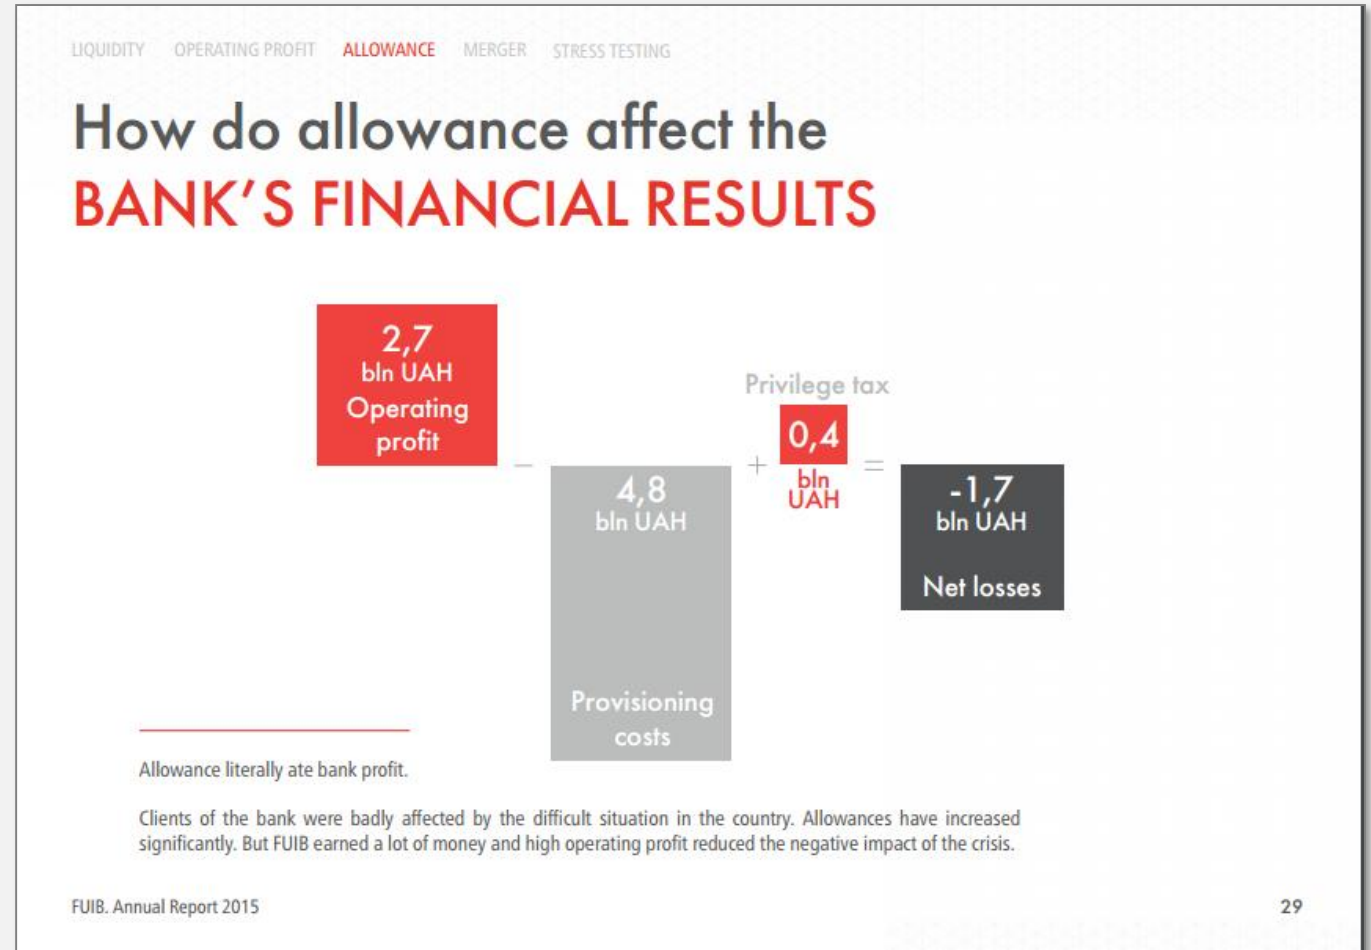 LIQUIDITY OPERATING PROFIT ALLOWANCE MERGER STRESS TESTING
How do allowance affect the
BANK'S FINANCIAL RESULTS
2,7
bln UAH
Operating
profit
−
4,8
bln UAH
Provisioning
costs
+
Privilege tax
0,4
bln
UAH
=
-1,7
bln UAH
Net losses
Allowance literally ate bank profit.
Clients of the bank were badly affected by the difficult situation in the country. Allowances have increased
significantly. But FUIB earned a lot of money and high operating profit reduced the negative impact of the crisis.
FUIB. Annual Report 2015
29